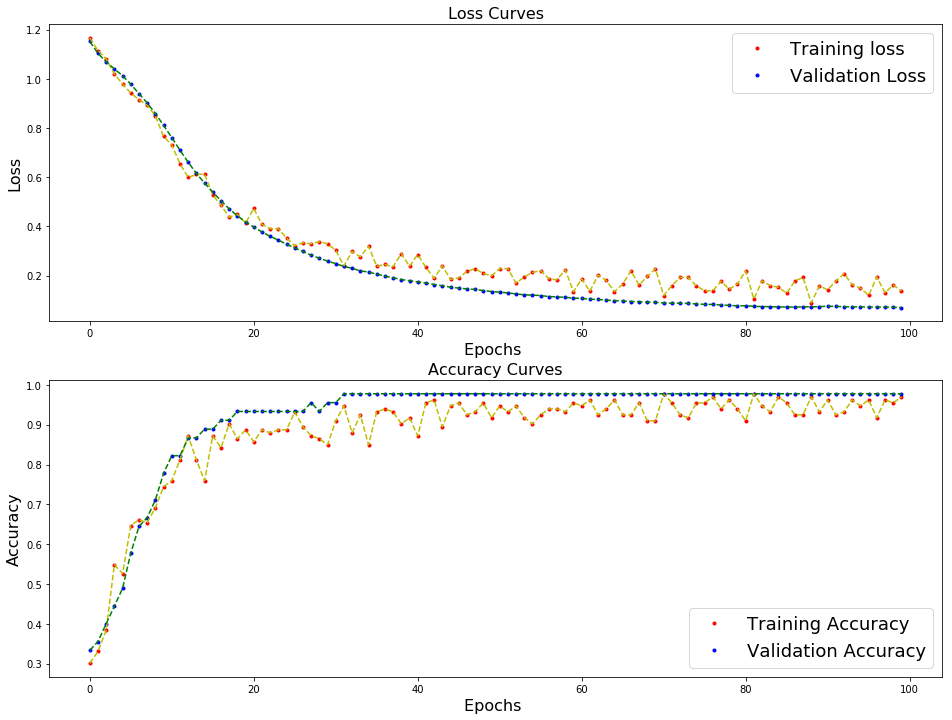 Loss Curves
1.2
1.0
0.8
0.6
0.4
0.2
Loss
Training loss
Validation Loss
0 20 40 60 80 100
Epochs
Accuracy Curves
1.0
0.9
0.8
0.7
0.6
0.5
0.4
0.3
Accuracy
Training Accuracy
Validation Accuracy
0 20 40 60 80 100
Epochs